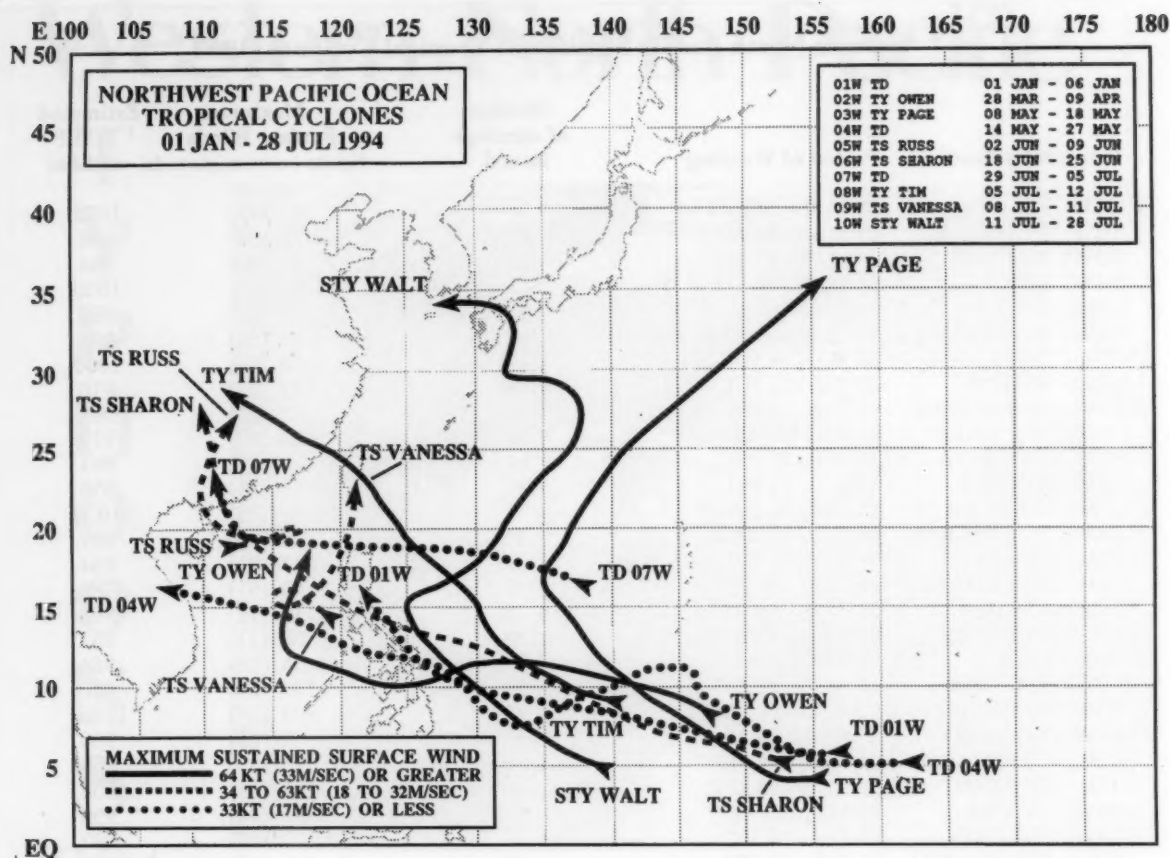 E 100 105 110 115 120 125 130 135 140 145 150 155 160 165 170 175 180
N 50
45
40
35
30
25
20
15
10
5
EQ
NORTHWEST PACIFIC OCEAN
TROPICAL CYCLONES
01 JAN - 28 JUL 1994
01W TD 01 JAN - 06 JAN
02W TY OWEN 28 MAR - 09 APR
03W TY PAGE 08 MAY - 18 MAY
04W TD 14 MAY - 27 MAY
05W TS RUSS 02 JUN - 09 JUN
06W TS SHARON 18 JUN - 25 JUN
07W TD 29 JUN - 05 JUL
08W TY TIM 05 JUL - 12 JUL
09W TS VANESSA 08 JUL - 11 JUL
10W STY WALT 11 JUL - 28 JUL
TY PAGE
STY WALT
TS RUSS
TY TIM
TS SHARON
TS VANESSA
TD 07W
TS RUSS
TY OWEN
TD 01W
TD 07W
TD 04W
TS VANESSA
TY OWEN
TY TIM
TD 01W
TD 04W
STY WALT
TS SHARON
TY PAGE
MAXIMUM SUSTAINED SURFACE WIND
64 KT (33M/SEC) OR GREATER
34 TO 63KT (18 TO 32M/SEC)
33KT (17M/SEC) OR LESS